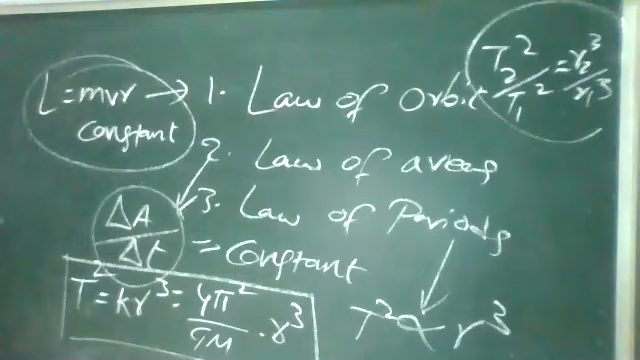 L = mvr → 1. Law of Orbit
constant
T₂²/T₁² = r₂³/r₁³
2. Law of areas
3. Law of Periods
ΔA/Δt = Constant
T² = kr³ = 4π²/GM · r³
T² ∝ r³